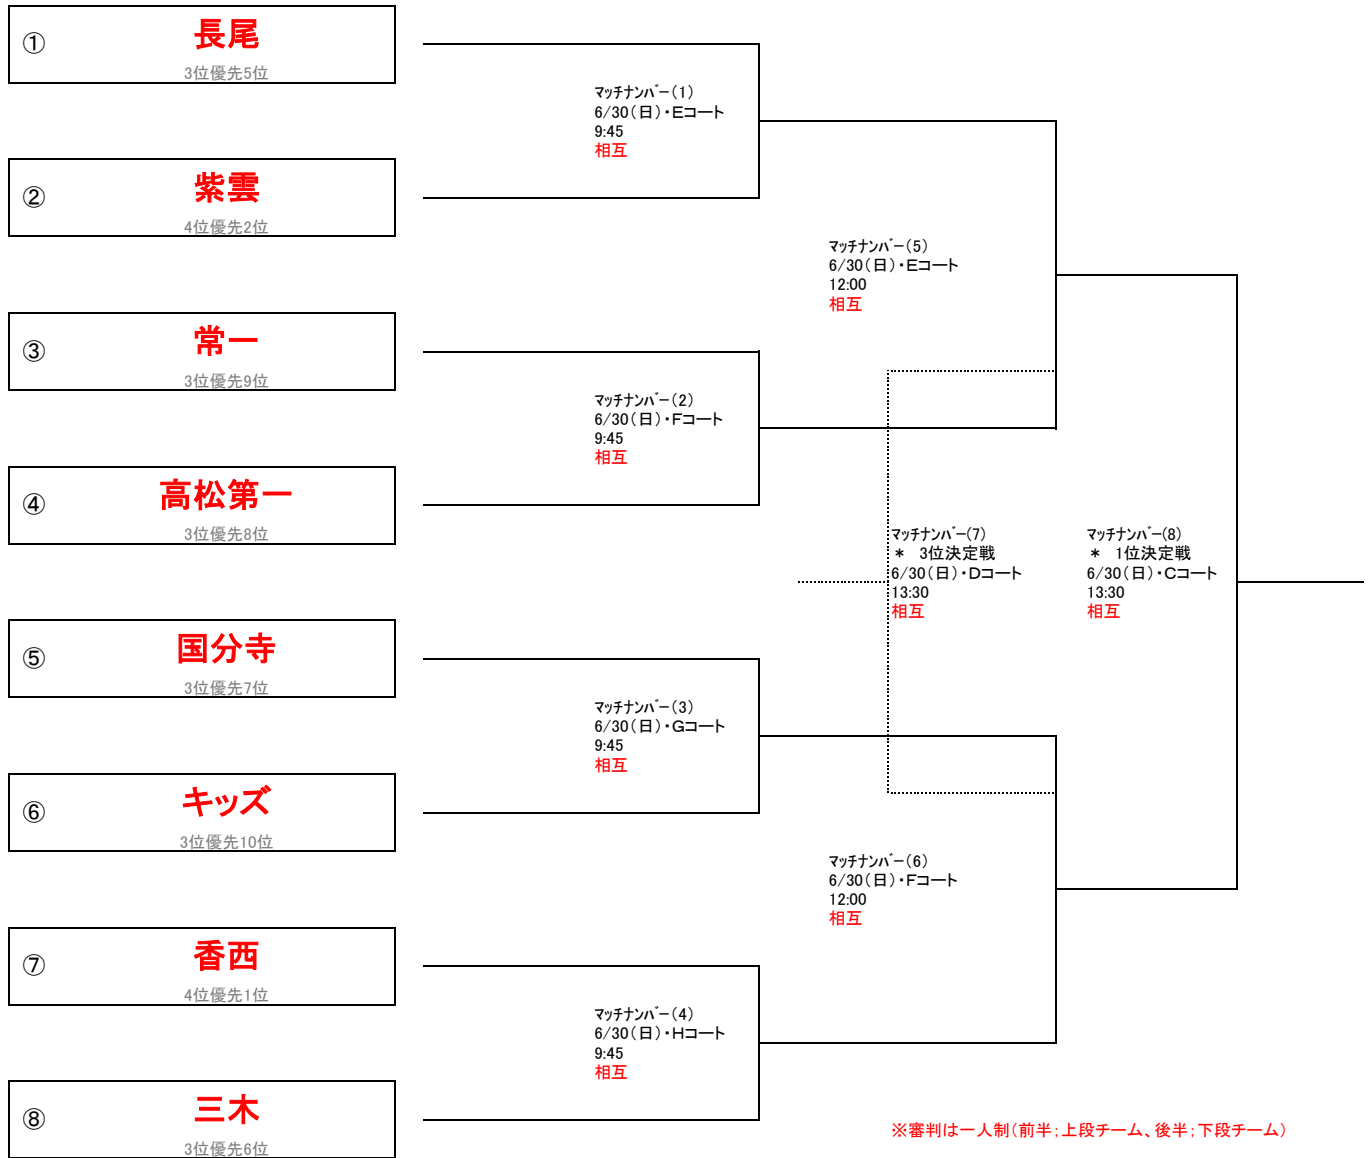 ① 長尾
3位優先5位
マッチナンバー(1)
6/30(日)・Eコート
9:45
相互
② 紫雲
4位優先2位
マッチナンバー(5)
6/30(日)・Eコート
12:00
相互
③ 常一
3位優先9位
マッチナンバー(2)
6/30(日)・Fコート
9:45
相互
④ 高松第一
3位優先8位
マッチナンバー(7)
* 3位決定戦
6/30(日)・Dコート
13:30
相互
マッチナンバー(8)
* 1位決定戦
6/30(日)・Cコート
13:30
相互
⑤ 国分寺
3位優先7位
マッチナンバー(3)
6/30(日)・Gコート
9:45
相互
⑥ キッズ
3位優先10位
マッチナンバー(6)
6/30(日)・Fコート
12:00
相互
⑦ 香西
4位優先1位
マッチナンバー(4)
6/30(日)・Hコート
9:45
相互
⑧ 三木
3位優先6位
※審判は一人制(前半;上段チーム、後半;下段チーム)